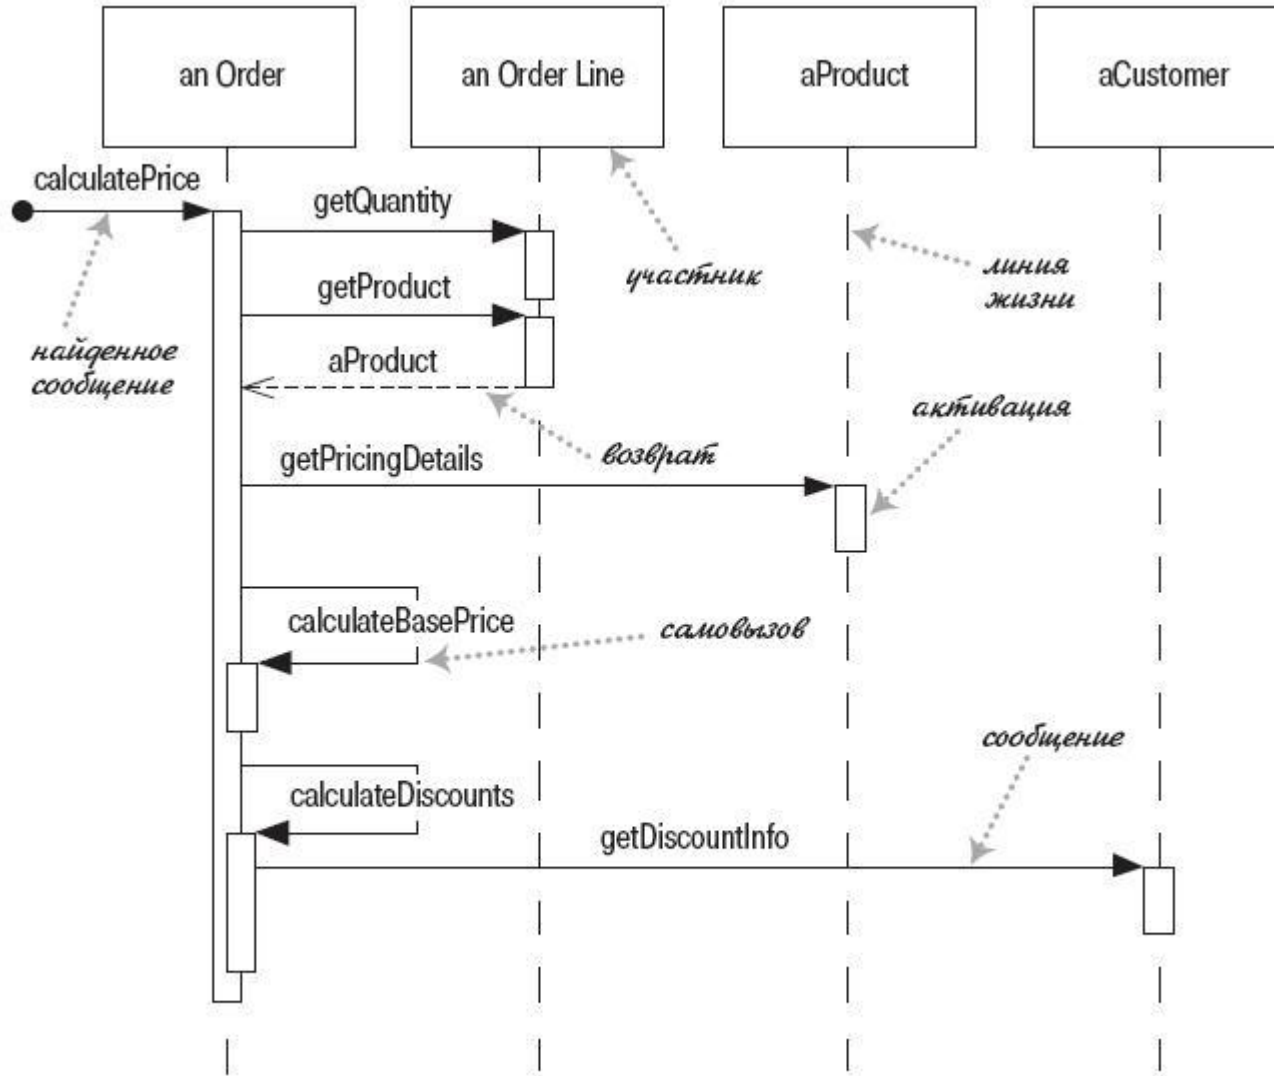 an Order
an Order Line
aProduct
aCustomer
calculatePrice
getQuantity
участник
линия
жизни
getProduct
найденное
сообщение
aProduct
активация
возврат
getPricingDetails
calculateBasePrice
самовызов
сообщение
calculateDiscounts
getDiscountInfo